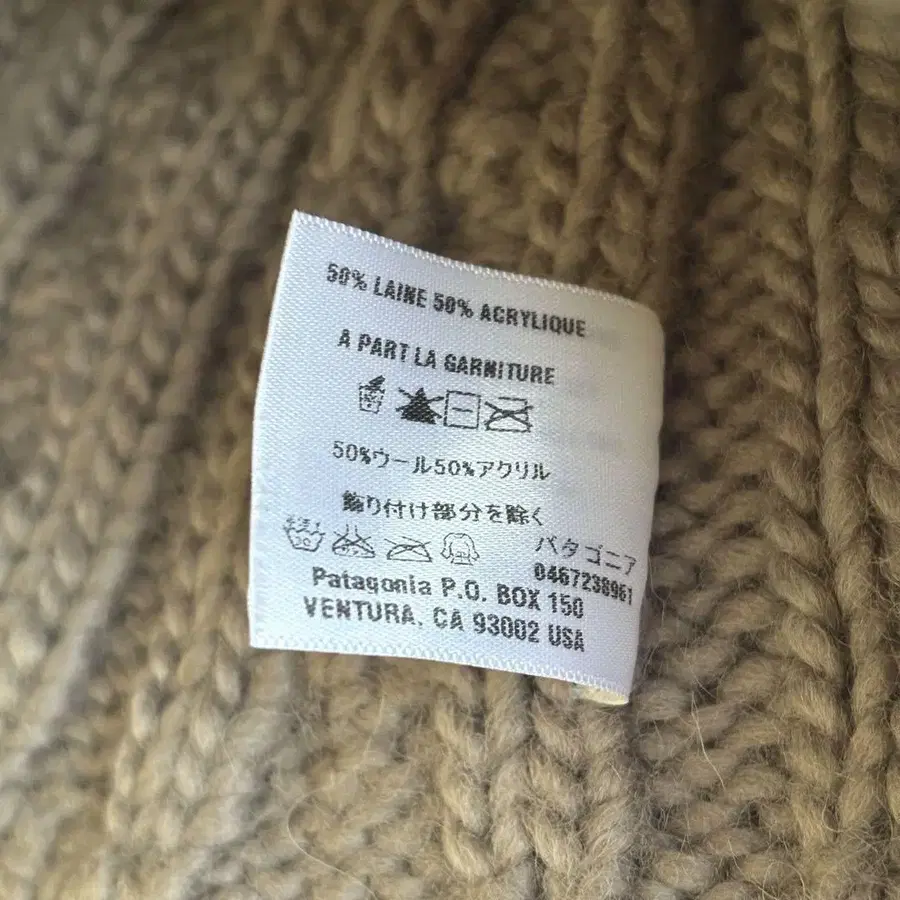 50% LAINE 50% ACRYLIQUE
A PART LA GARNITURE
50%ウール50%アクリル
飾り付け部分を除く
パタゴニア
0467238961
Patagonia P.O. BOX 150
VENTURA, CA 93002 USA